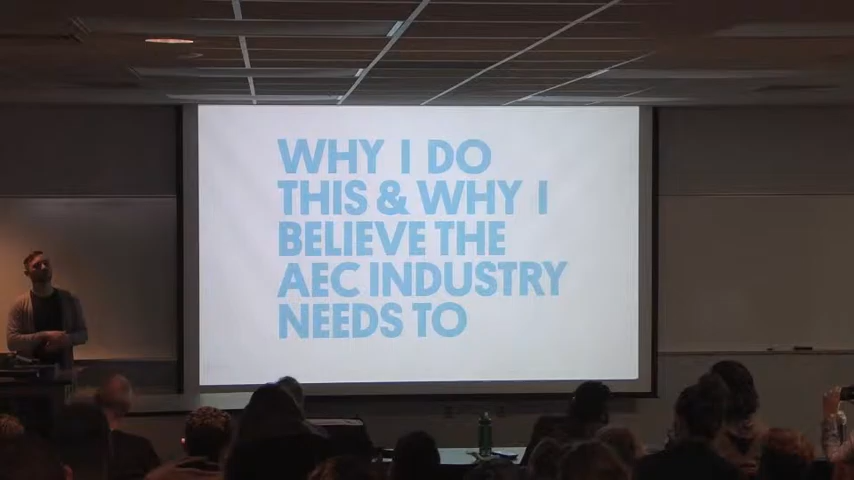 WHY I DO
THIS & WHY I
BELIEVE THE
AEC INDUSTRY
NEEDS TO